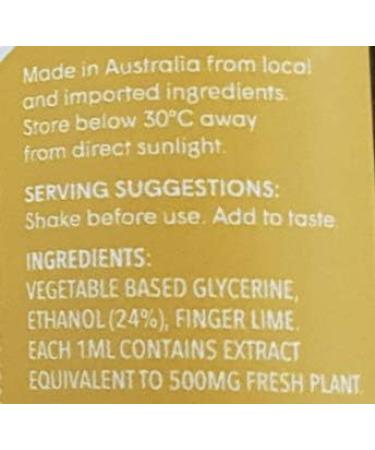 Made in Australia from local
and imported ingredients.
Store below 30°C away
from direct sunlight.
SERVING SUGGESTIONS:
Shake before use. Add to taste.
INGREDIENTS:
VEGETABLE BASED GLYCERINE,
ETHANOL (24%), FINGER LIME.
EACH 1ML CONTAINS EXTRACT
EQUIVALENT TO 500MG FRESH PLANT.